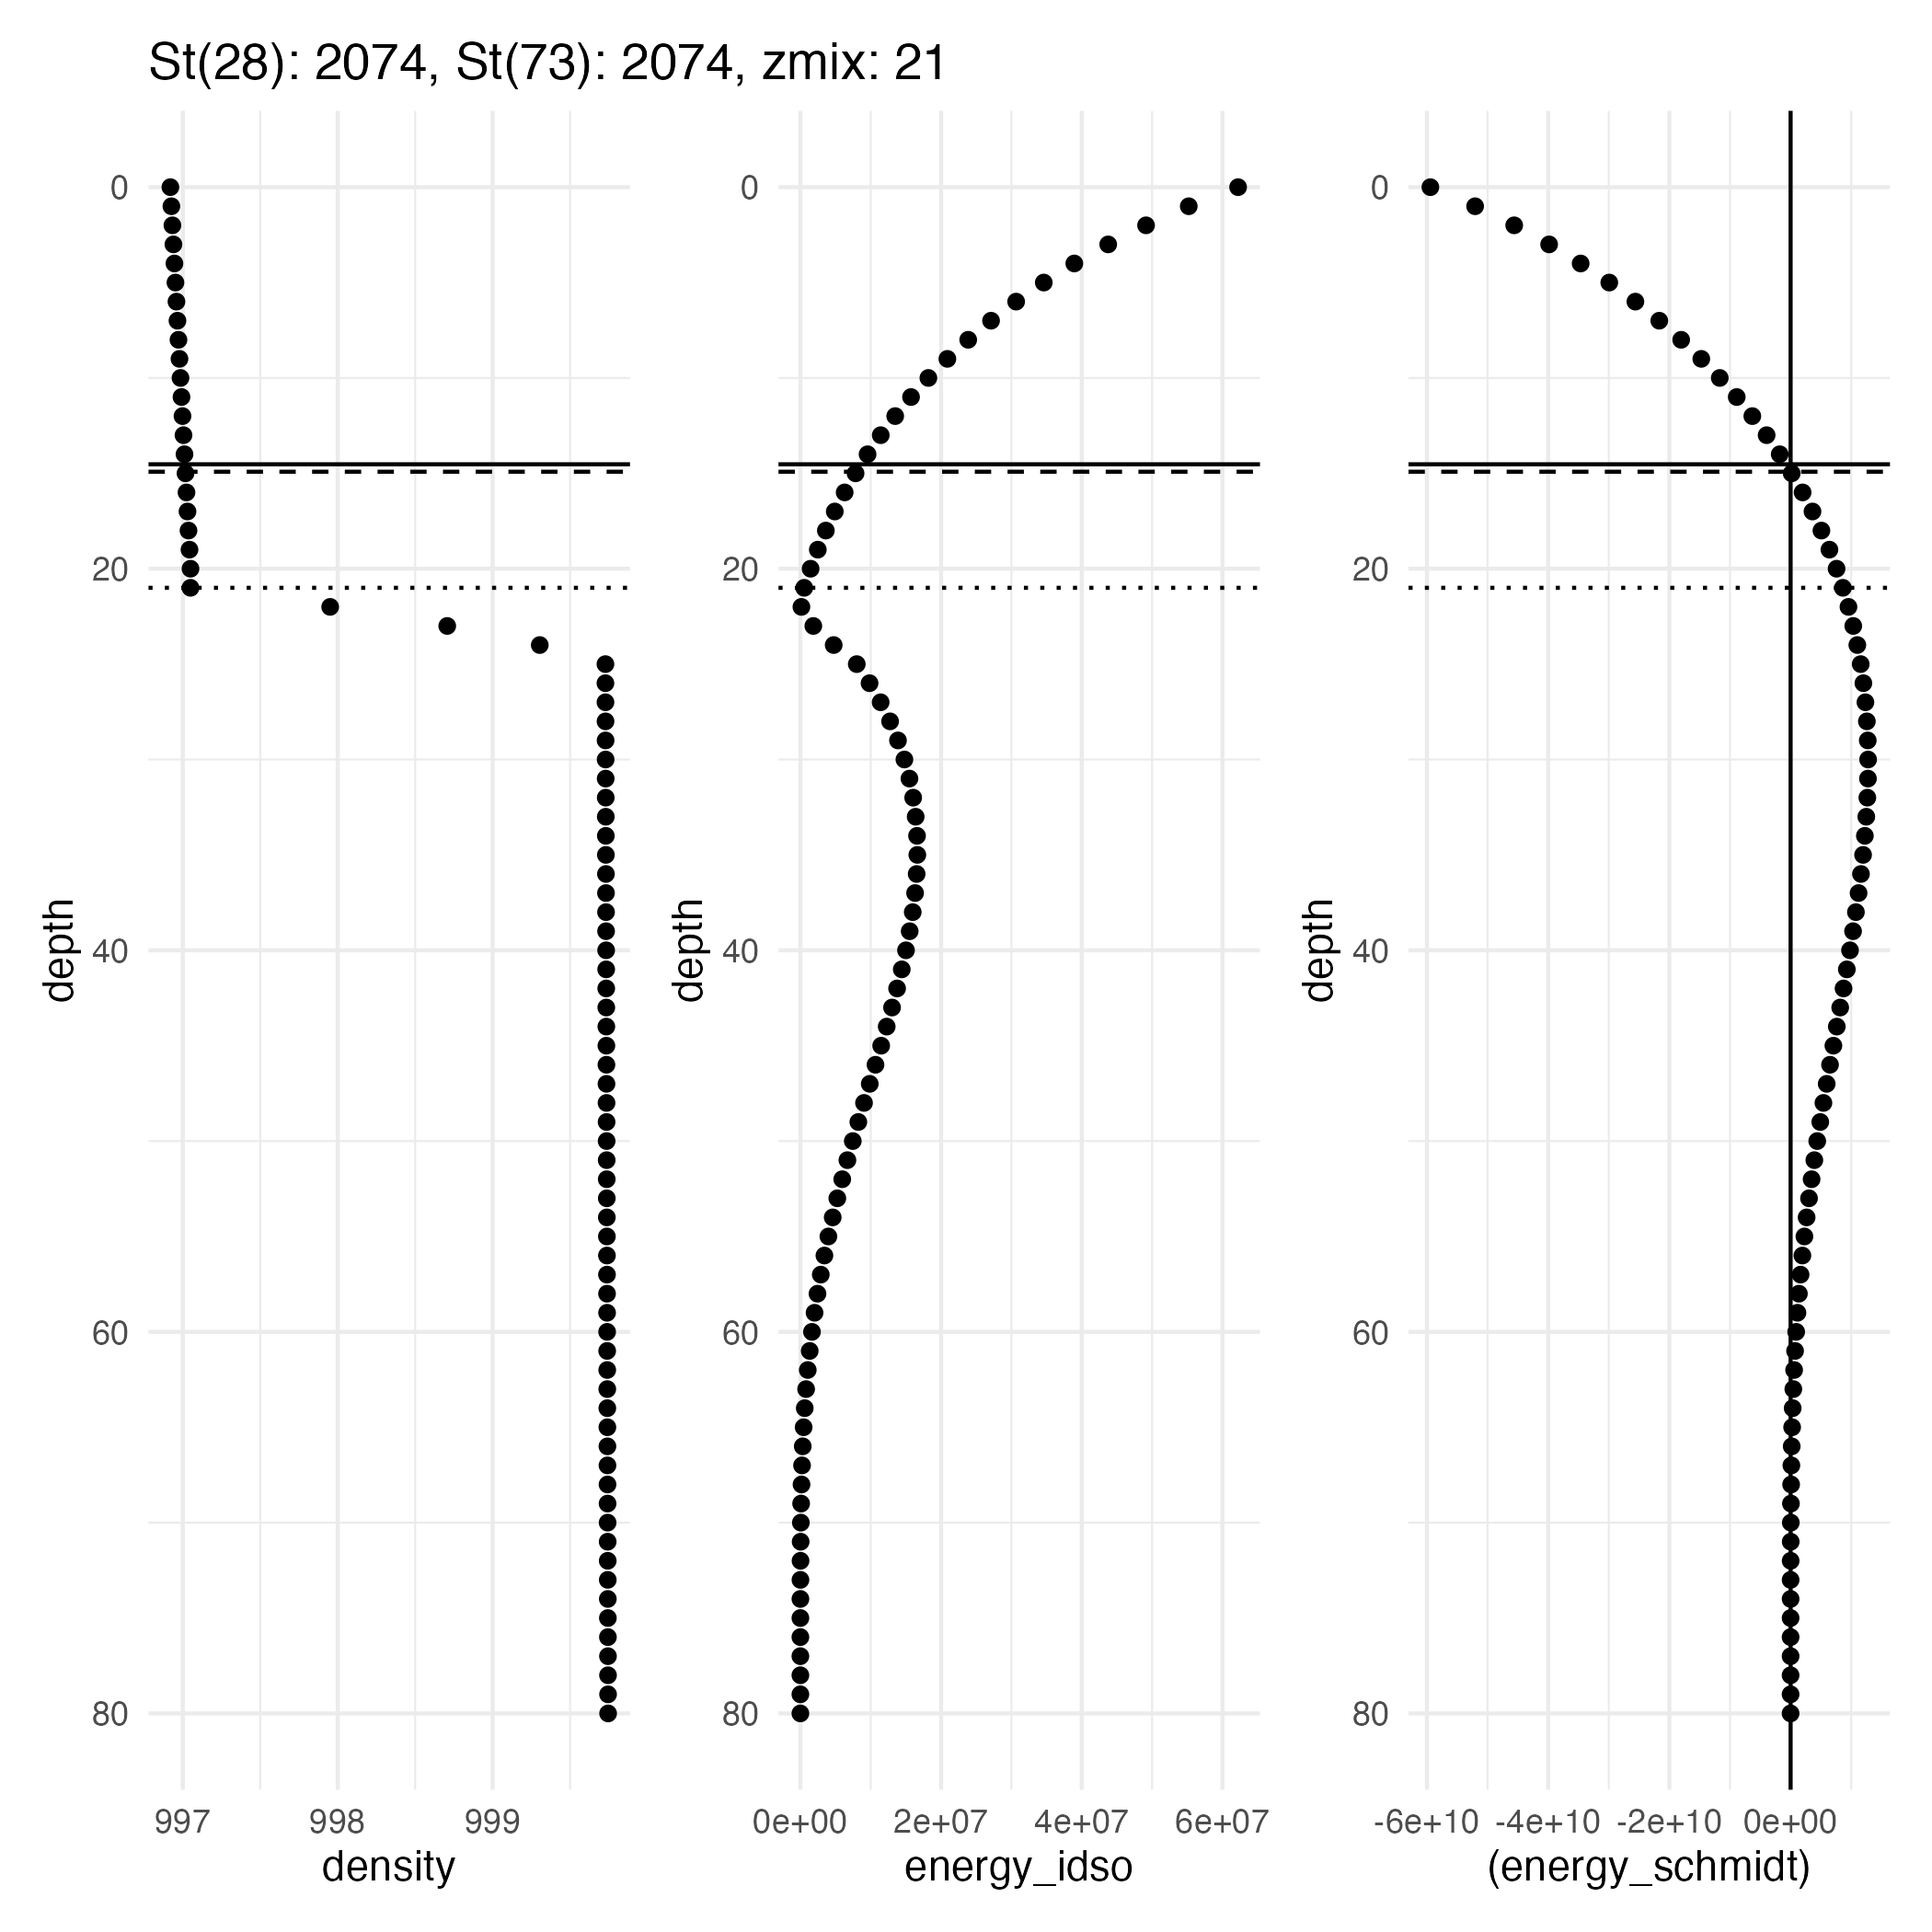 St(28): 2074, St(73): 2074, zmix: 21
depth
0
20
40
60
80
997 998 999
density
depth
0
20
40
60
80
0e+00 2e+07 4e+07 6e+07
energy_idso
depth
0
20
40
60
80
-6e+10 -4e+10 -2e+10 0e+00
(energy_schmidt)